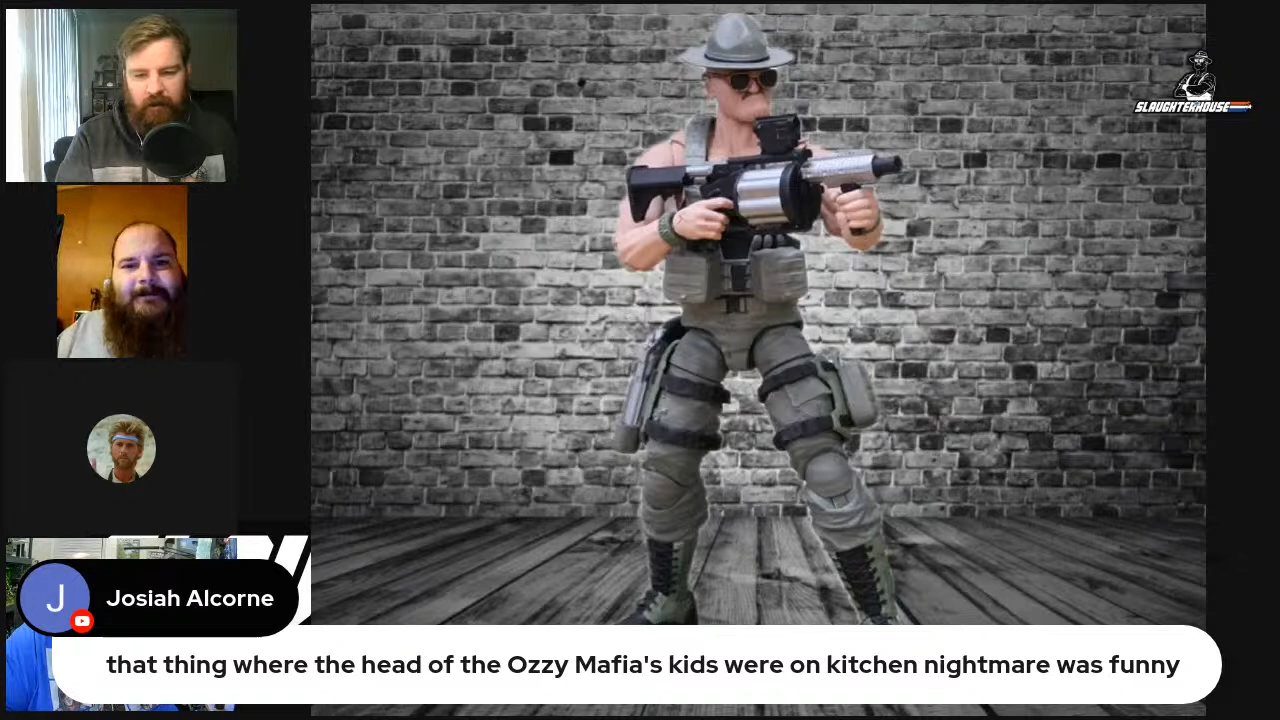 SLAUGHTERHOUSE
J
Josiah Alcorne
that thing where the head of the Ozzy Mafia's kids were on kitchen nightmare was funny